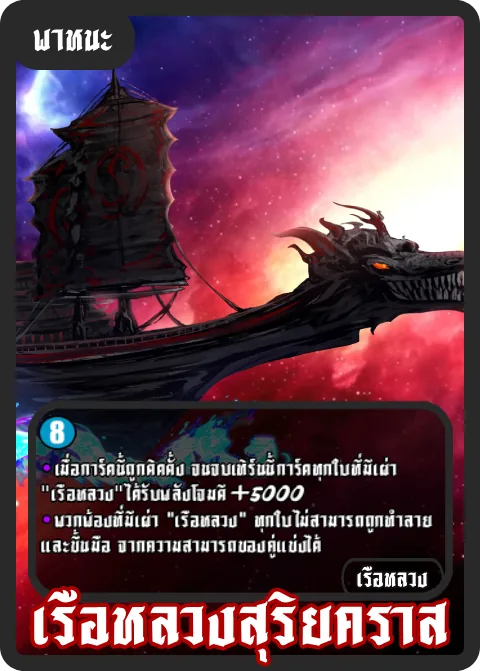 พาหนะ
8
• เมื่อการ์ดนี้ถูกติดตั้ง จนจบเทิร์นนี้การ์ดทุกใบที่มีเผ่า
"เรือหลวง"ได้รับพลังโจมตี +5000
• พวกพ้องที่มีเผ่า "เรือหลวง" ทุกใบไม่สามารถถูกทำลาย
และขึ้นมือ จากความสามารถของคู่แข่งได้
เรือหลวง
เรือหลวงสุริยคราส